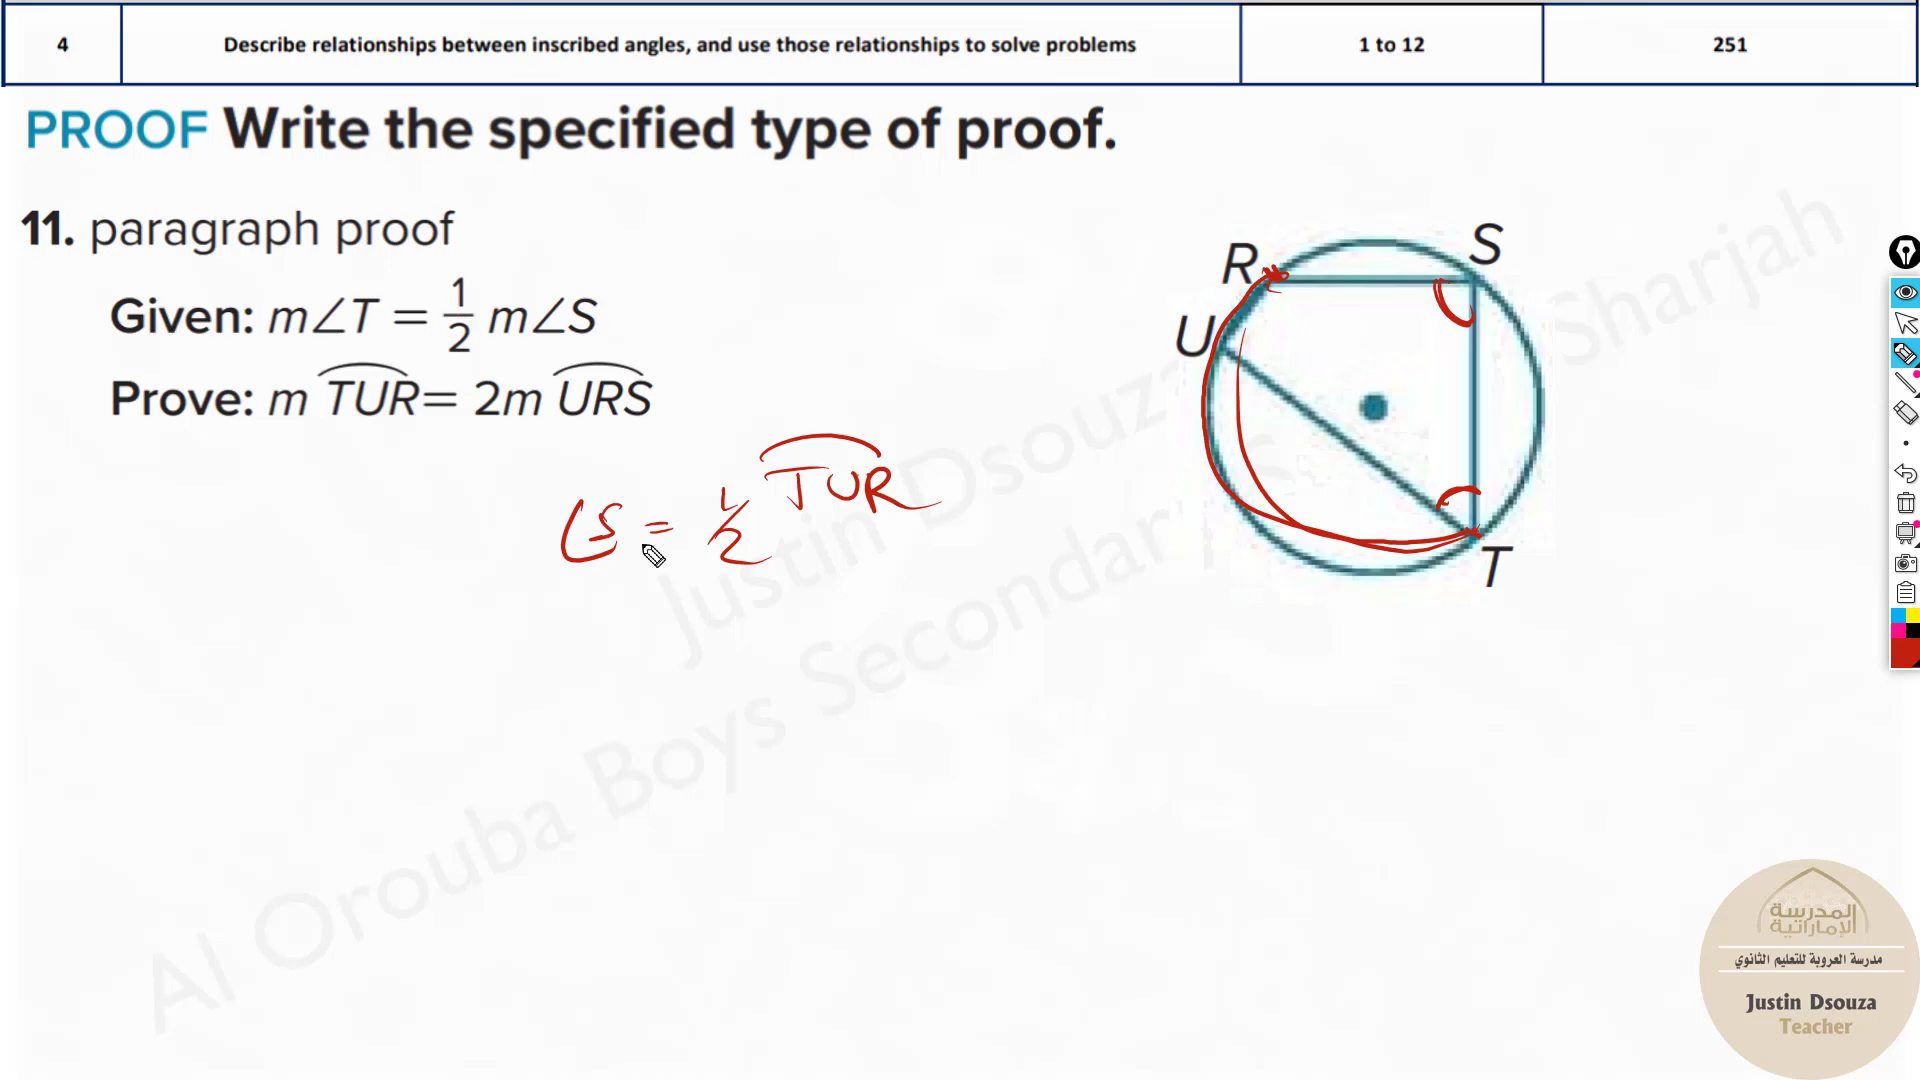 4 Describe relationships between inscribed angles, and use those relationships to solve problems 1 to 12 251
PROOF Write the specified type of proof.
11. paragraph proof
Given: m∠T = 1/2 m∠S
Prove: m TUR = 2m URS
R
S
U
T
∠S = 1/2 TUR
Justin Dsouza
Al Orouba Boys Secondary S Sharjah
المدرسة
الإماراتية
مدرسة العروبة للتعليم الثانوي
Justin Dsouza
Teacher